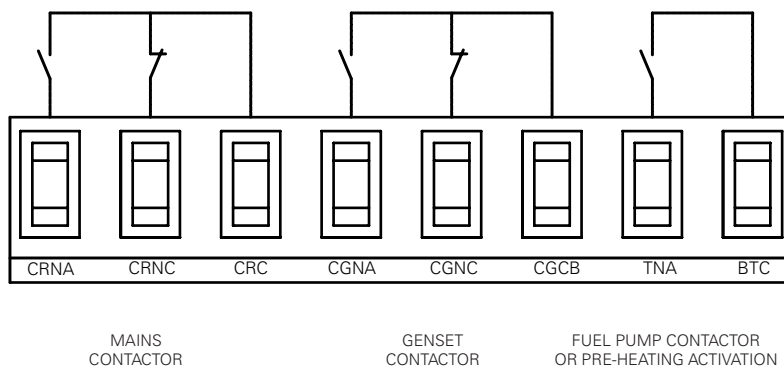 CRNA CRNC CRC CGNA CGNC CGCB TNA BTC
MAINS
CONTACTOR
GENSET
CONTACTOR
FUEL PUMP CONTACTOR
OR PRE-HEATING ACTIVATION